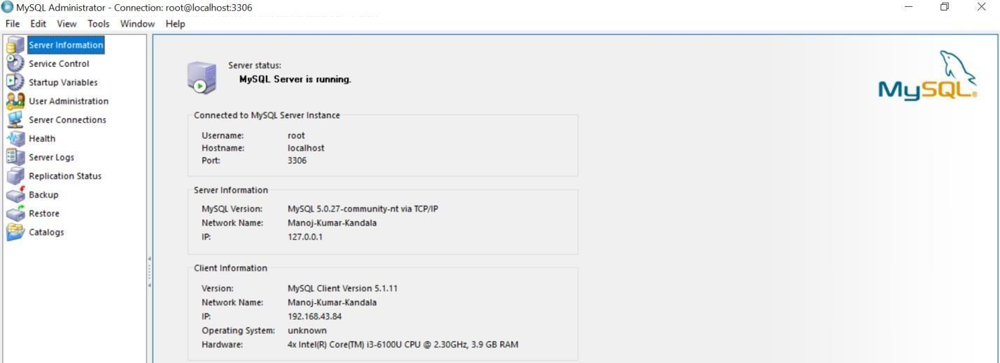 MySQL Administrator - Connection: root@localhost:3306
File Edit View Tools Window Help
Server Information
Service Control
Startup Variables
User Administration
Server Connections
Health
Server Logs
Replication Status
Backup
Restore
Catalogs
Server status:
MySQL Server is running.
MySQL®
Connected to MySQL Server Instance
Username: root
Hostname: localhost
Port: 3306
Server Information
MySQL Version: MySQL 5.0.27-community-nt via TCP/IP
Network Name: Manoj-Kumar-Kandala
IP: 127.0.0.1
Client Information
Version: MySQL Client Version 5.1.11
Network Name: Manoj-Kumar-Kandala
IP: 192.168.43.84
Operating System: unknown
Hardware: 4x Intel(R) Core(TM) i3-6100U CPU @ 2.30GHz, 3.9 GB RAM